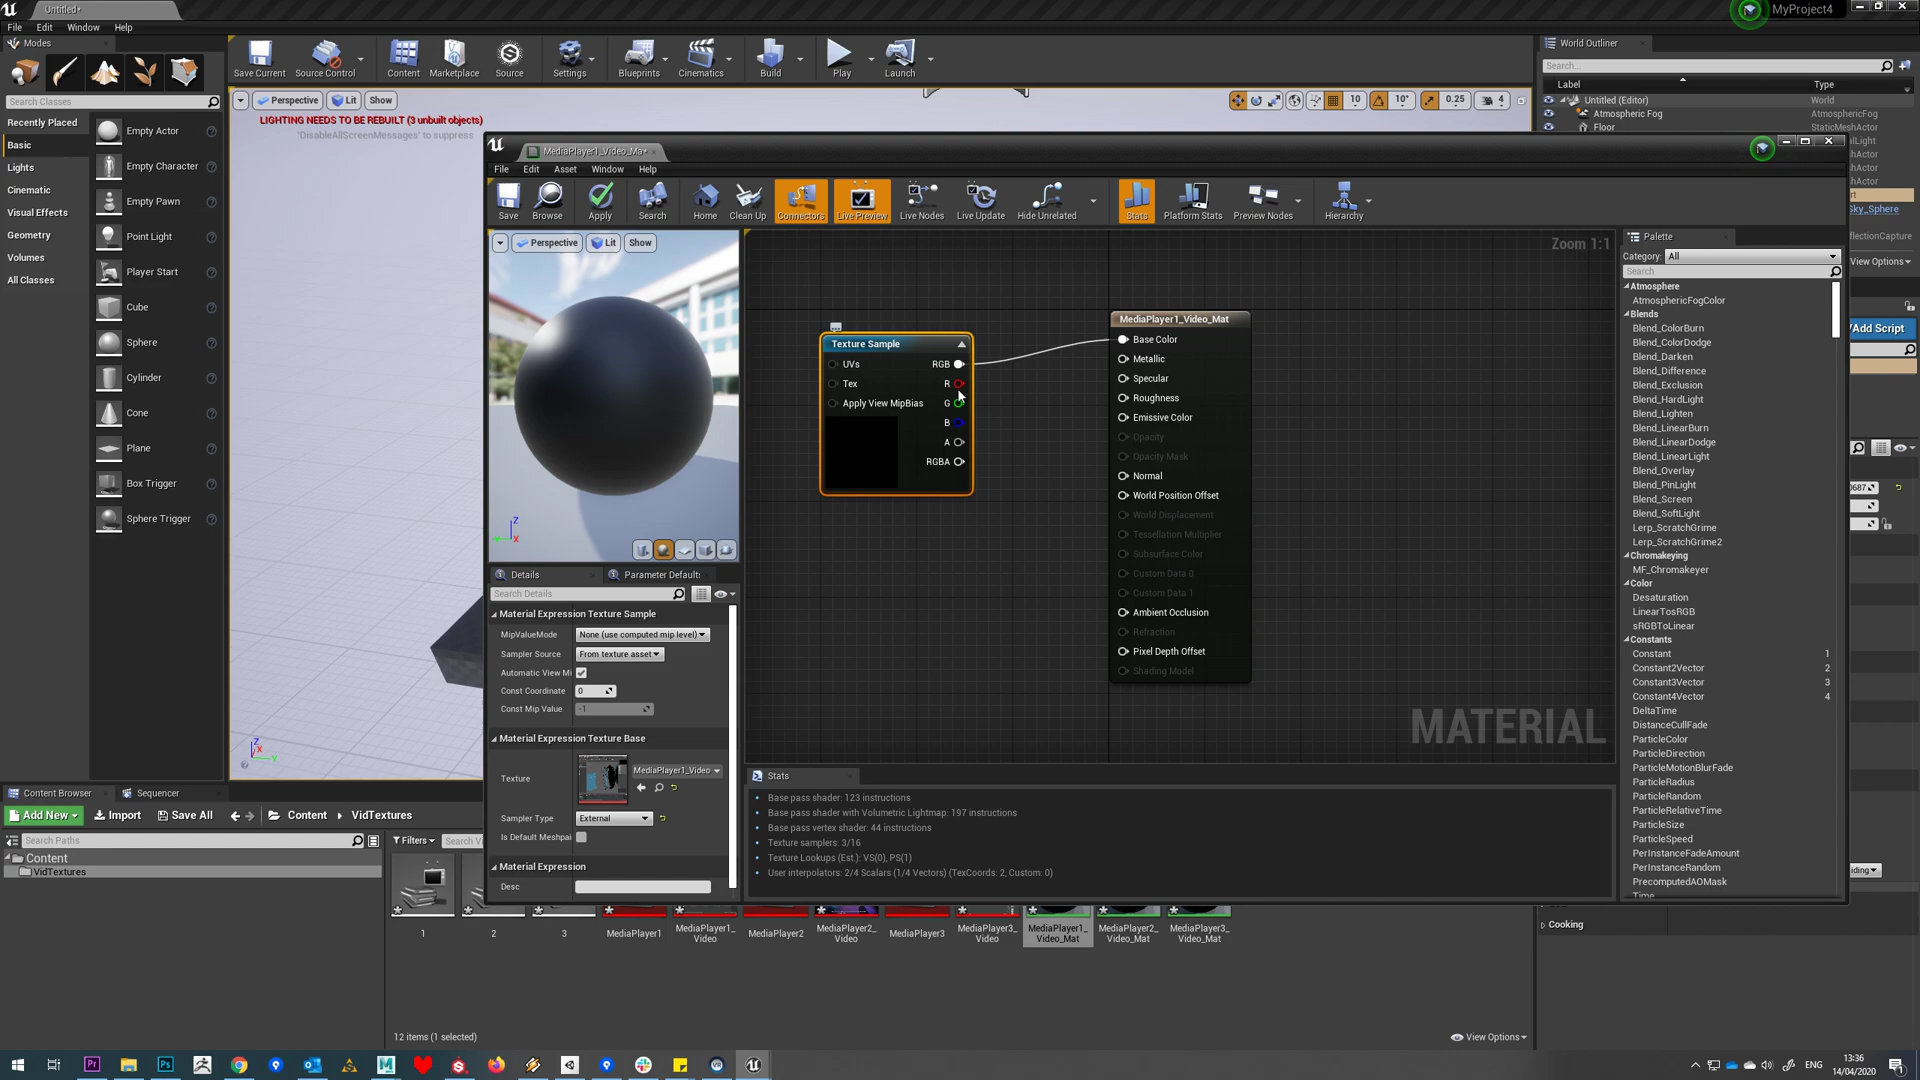 Untitled*
MyProject4
File Edit Window Help
Modes
Save Current Source Control Content Marketplace Source Settings Blueprints Cinematics Build Play Launch
World Outliner
Search...
Label Type
Search Classes
Perspective Lit Show
10 10° 0.25 4
Untitled (Editor) World
LIGHTING NEEDS TO BE REBUILT (3 unbuilt objects)
Atmospheric Fog AtmosphericFog
'DisableAllScreenMessages' to suppress
Floor StaticMeshActor
Recently Placed
Basic
Lights
Cinematic
Visual Effects
Geometry
Volumes
All Classes
Empty Actor
Empty Character
Empty Pawn
Point Light
Player Start
Cube
Sphere
Cylinder
Cone
Plane
Box Trigger
Sphere Trigger
MediaPlayer1_Video_Ma*
File Edit Asset Window Help
Save Browse Apply Search Home Clean Up Connectors Live Preview Live Nodes Live Update Hide Unrelated Stats Platform Stats Preview Nodes Hierarchy
Sky_Sphere
View Options
Add Script
Perspective Lit Show
Zoom 1:1
Texture Sample
UVs RGB
Tex R
Apply View MipBias G
B
A
RGBA
MediaPlayer1_Video_Mat
Base Color
Metallic
Specular
Roughness
Emissive Color
Opacity
Opacity Mask
Normal
World Position Offset
World Displacement
Tessellation Multiplier
Subsurface Color
Custom Data 0
Custom Data 1
Ambient Occlusion
Refraction
Pixel Depth Offset
Shading Model
MATERIAL
Palette
Category: All
Search
Atmosphere
AtmosphericFogColor
Blends
Blend_ColorBurn
Blend_ColorDodge
Blend_Darken
Blend_Difference
Blend_Exclusion
Blend_HardLight
Blend_Lighten
Blend_LinearBurn
Blend_LinearDodge
Blend_LinearLight
Blend_Overlay
Blend_PinLight
Blend_Screen
Blend_SoftLight
Lerp_ScratchGrime
Lerp_ScratchGrime2
Chromakeying
MF_Chromakeyer
Color
Desaturation
LinearTosRGB
sRGBToLinear
Constants
Constant 1
Constant2Vector 2
Constant3Vector 3
Constant4Vector 4
DeltaTime
DistanceCullFade
ParticleColor
ParticleDirection
ParticleMotionBlurFade
ParticleRadius
ParticleRandom
ParticleRelativeTime
ParticleSize
ParticleSpeed
PerInstanceFadeAmount
PerInstanceRandom
PrecomputedAOMask
Time
Details Parameter Default
Search Details
Material Expression Texture Sample
MipValueMode None (use computed mip level)
Sampler Source From texture asset
Automatic View Mi
Const Coordinate 0
Const Mip Value -1
Material Expression Texture Base
Texture MediaPlayer1_Video
Sampler Type External
Is Default Meshpai
Material Expression
Desc
Stats
Base pass shader: 123 instructions
Base pass shader with Volumetric Lightmap: 197 instructions
Base pass vertex shader: 44 instructions
Texture samplers: 3/16
Texture Lookups (Est.): VS(0), PS(1)
User interpolators: 2/4 Scalars (1/4 Vectors) (TexCoords: 2, Custom: 0)
Content Browser Sequencer
Add New Import Save All Content VidTextures
Search Paths
Filters
Content
VidTextures
1
2
3
MediaPlayer1
MediaPlayer1_
Video
MediaPlayer2
MediaPlayer2_
Video
MediaPlayer3
MediaPlayer3_
Video
MediaPlayer1_
Video_Mat
MediaPlayer2_
Video_Mat
MediaPlayer3_
Video_Mat
12 items (1 selected)
View Options
Cooking
ENG
13:36
14/04/2020